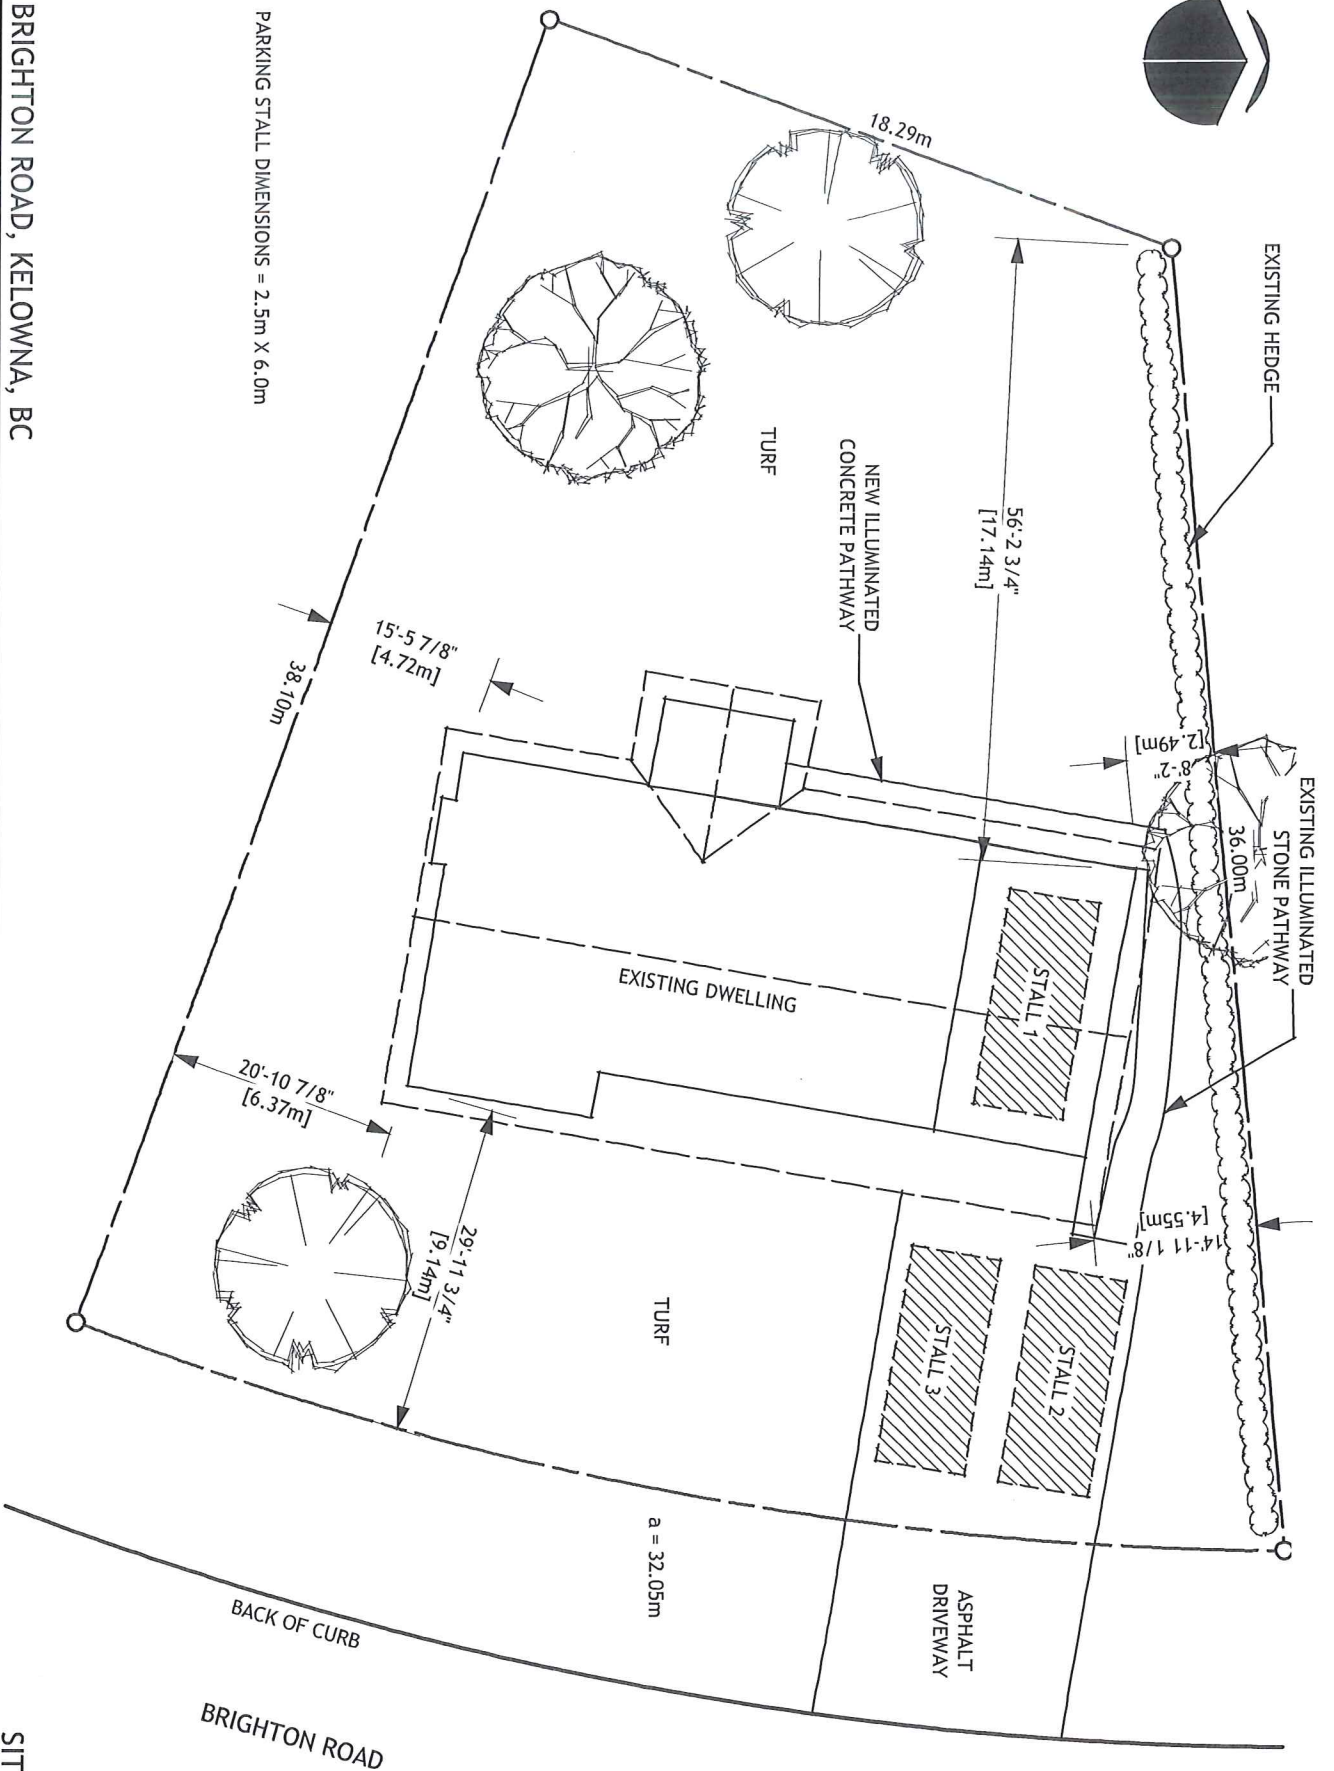 EXISTING HEDGE
EXISTING ILLUMINATED
STONE PATHWAY
36.00m
8'-2"
[2.49m]
14'-11 1/8"
[4.55m]
18.29m
56'-2 3/4"
[17.14m]
NEW ILLUMINATED
CONCRETE PATHWAY
TURF
STALL 1
STALL 2
STALL 3
EXISTING DWELLING
ASPHALT
DRIVEWAY
TURF
a = 32.05m
15'-5 7/8"
[4.72m]
38.10m
20'-10 7/8"
[6.37m]
29'-11 3/4"
[9.14m]
BACK OF CURB
BRIGHTON ROAD
PARKING STALL DIMENSIONS = 2.5m X 6.0m
BRIGHTON ROAD, KELOWNA, BC
SIT